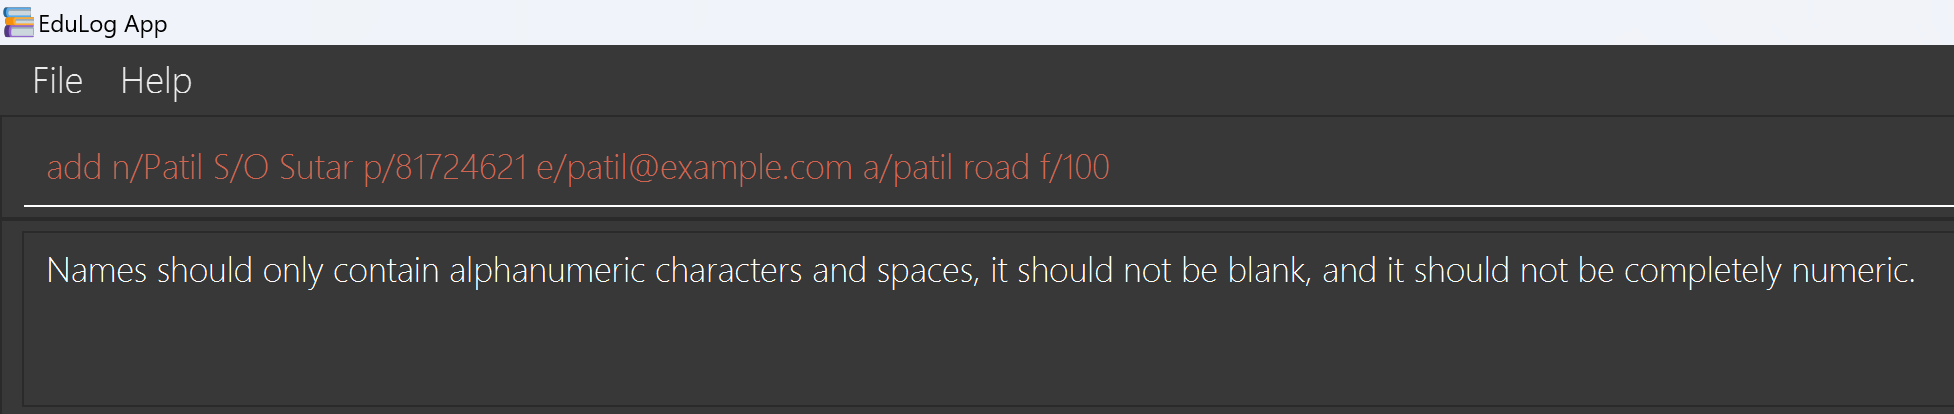 EduLog App
File Help
add n/Patil S/O Sutar p/81724621 e/patil@example.com a/patil road f/100
Names should only contain alphanumeric characters and spaces, it should not be blank, and it should not be completely numeric.